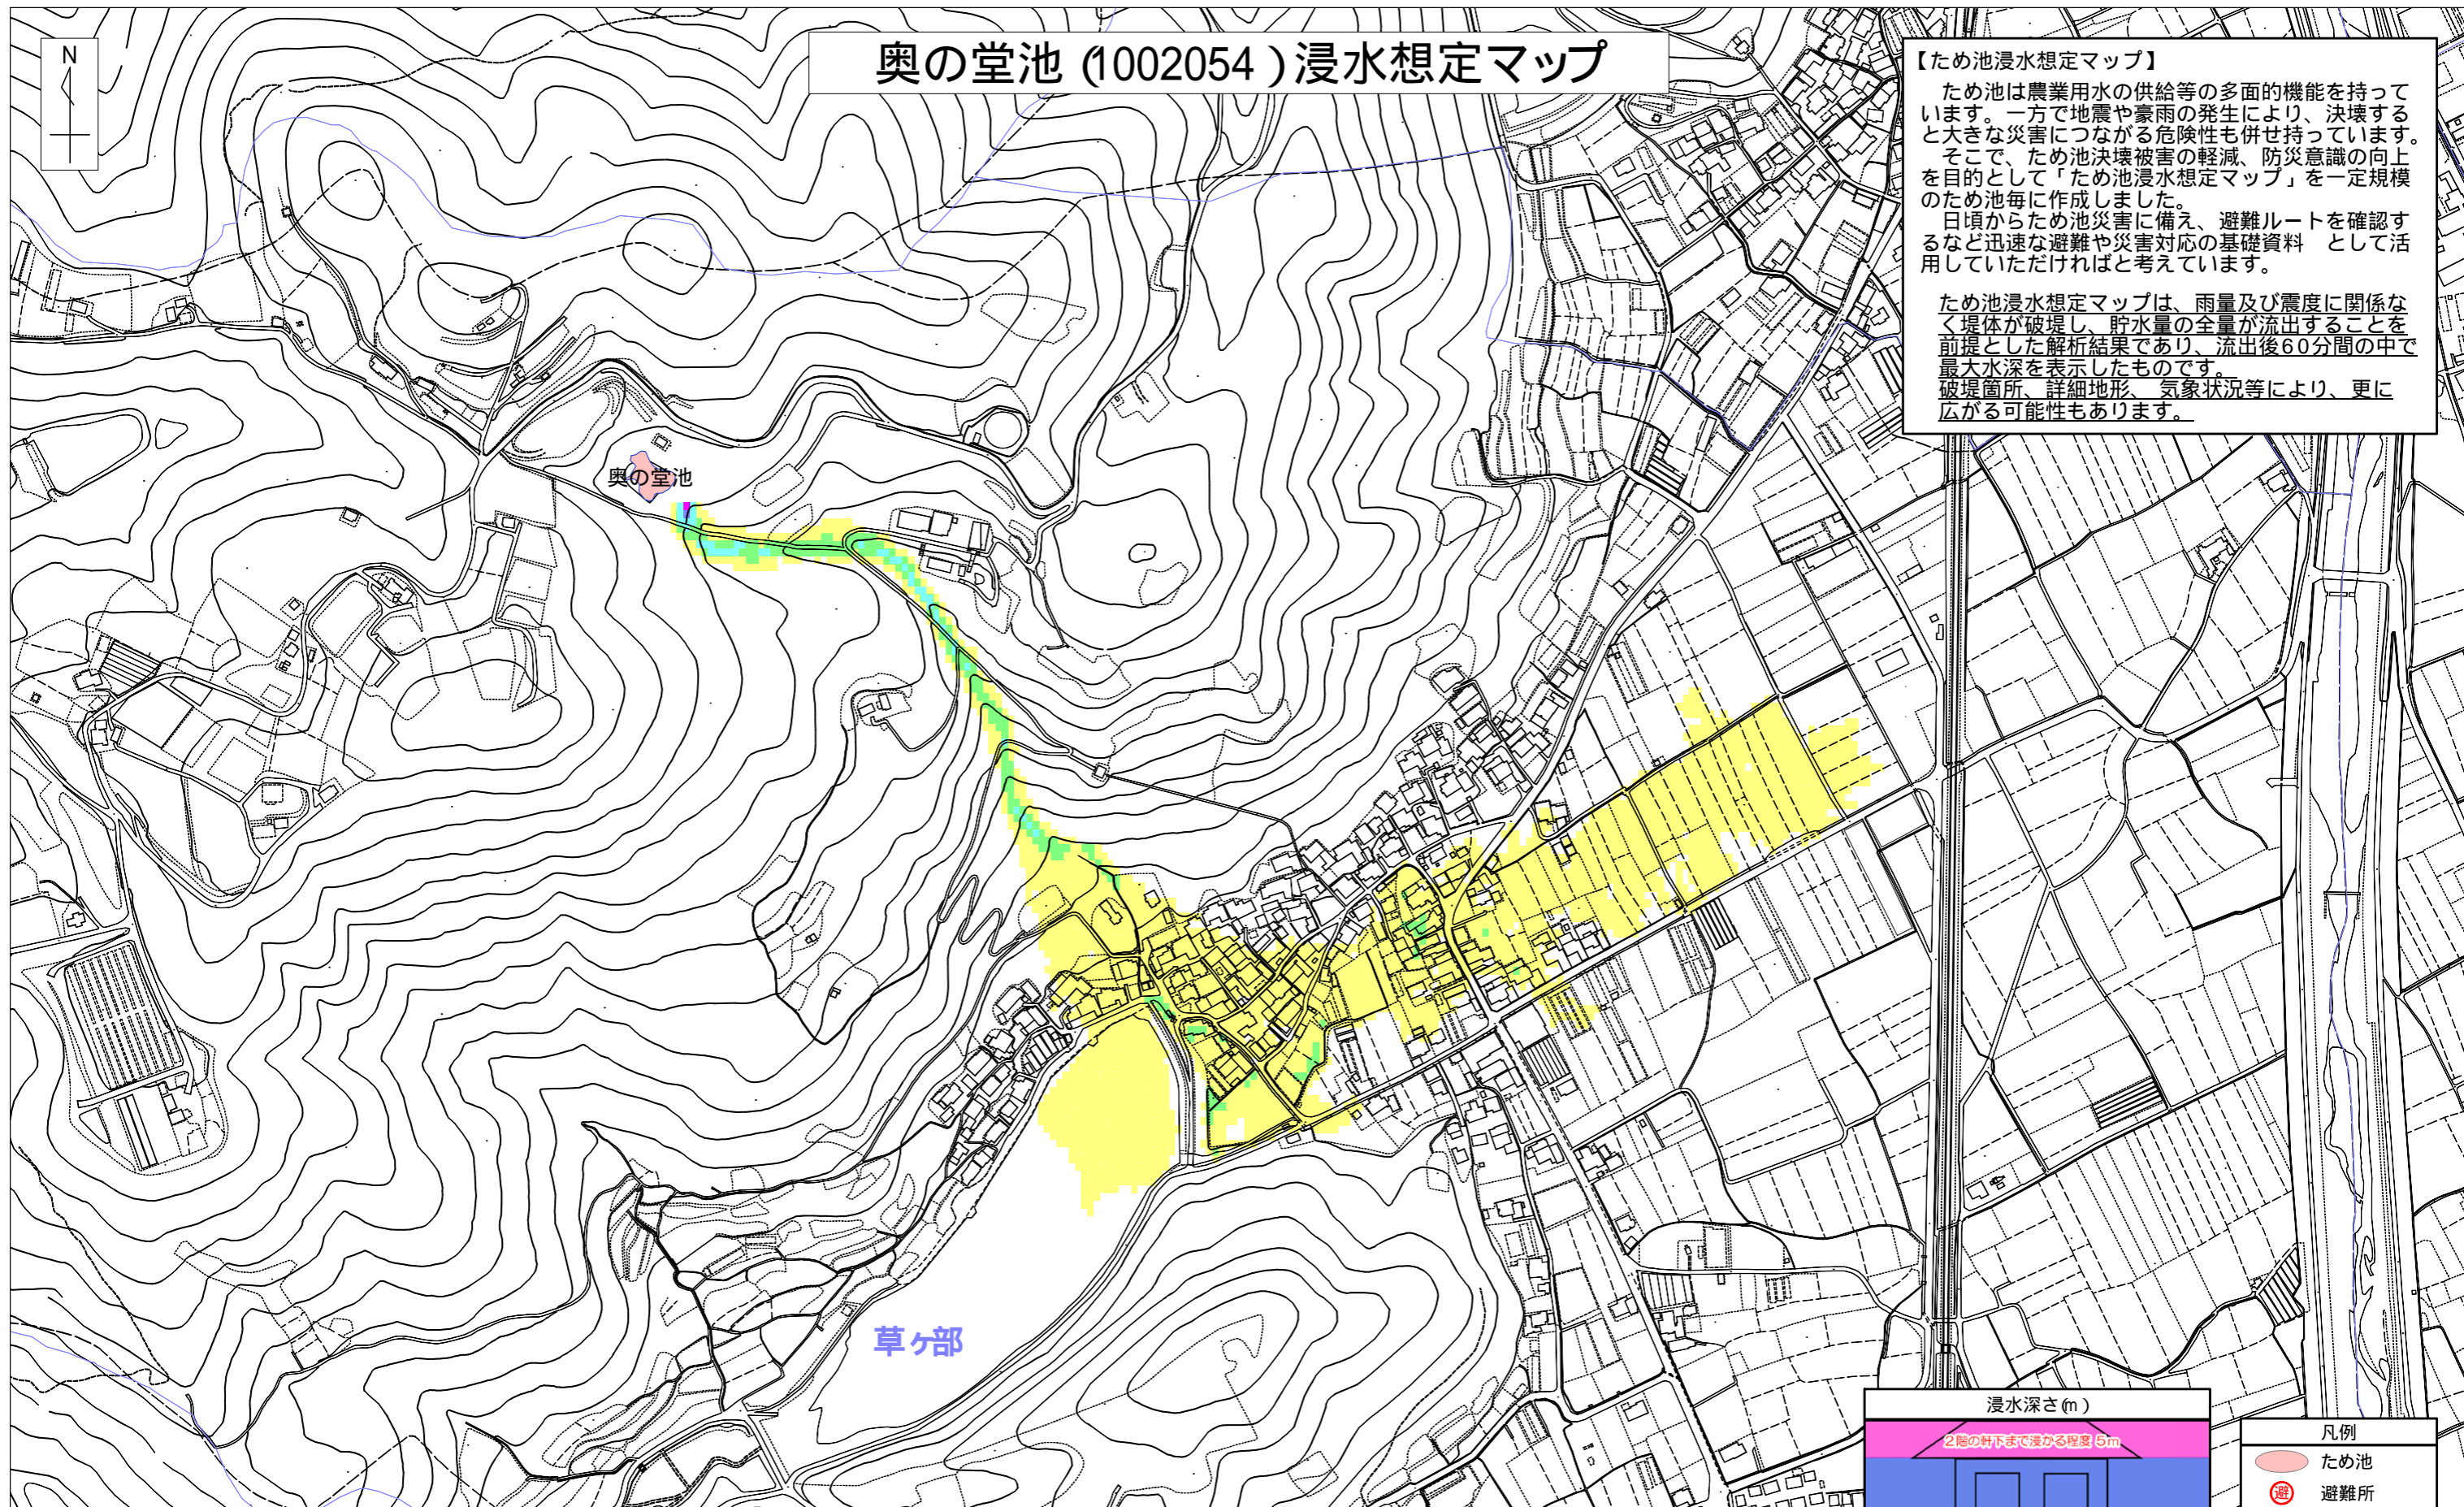 N
奥の堂池 (1002054 ) 浸水想定マップ
【ため池浸水想定マップ】
ため池は農業用水の供給等の多面的機能を持って
います。一方で地震や豪雨の発生により、決壊する
と大きな災害につながる危険性も併せ持っています。
そこで、ため池決壊被害の軽減、防災意識の向上
を目的として「ため池浸水想定マップ」を一定規模
のため池毎に作成しました。
日頃からため池災害に備え、避難ルートを確認す
るなど迅速な避難や災害対応の基礎資料　として活
用していただければと考えています。
ため池浸水想定マップは、雨量及び震度に関係な
く堤体が破堤し、貯水量の全量が流出することを
前提とした解析結果であり、流出後60分間の中で
最大水深を表示したものです。
破堤箇所、詳細地形、 気象状況等により、更に
広がる可能性もあります。
奥の堂池
草ヶ部
浸水深さ(m )
2階の軒下まで浸かる程度 5m
凡例
ため池
避 避難所